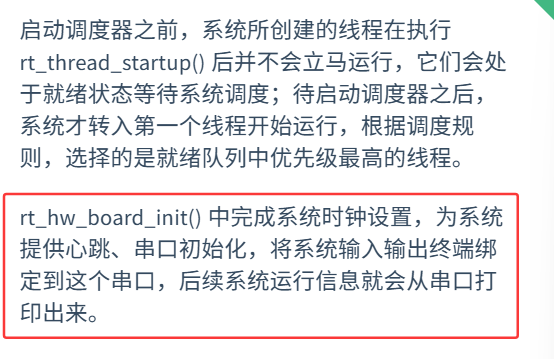 启动调度器之前，系统所创建的线程在执行
rt_thread_startup() 后并不会立马运行，它们会处
于就绪状态等待系统调度；待启动调度器之后，
系统才转入第一个线程开始运行，根据调度规
则，选择的是就绪队列中优先级最高的线程。
rt_hw_board_init() 中完成系统时钟设置，为系统
提供心跳、串口初始化，将系统输入输出终端绑
定到这个串口，后续系统运行信息就会从串口打
印出来。